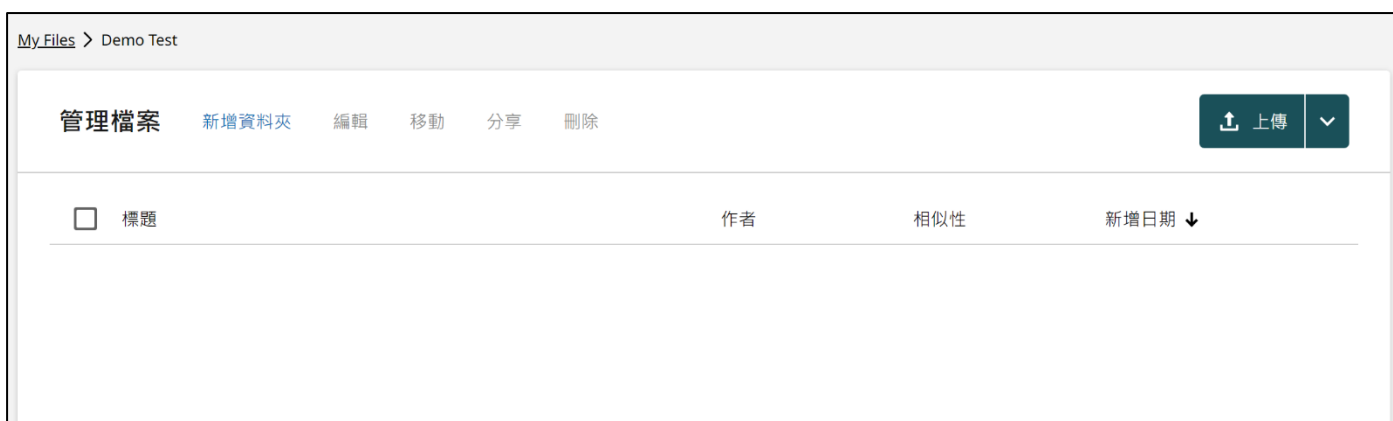 My Files > Demo Test
管理檔案 新增資料夾 編輯 移動 分享 刪除 上傳
標題 作者 相似性 新增日期